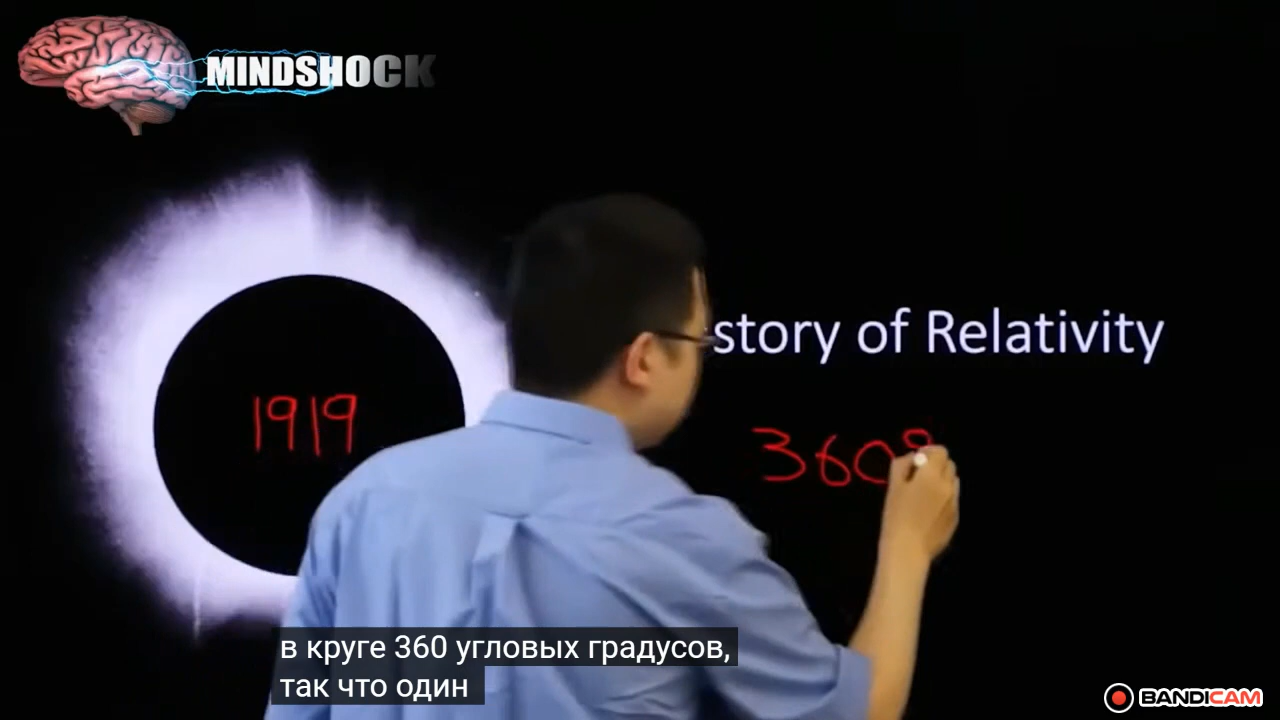 MINDSHOCK
story of Relativity
1919
360°
в круге 360 угловых градусов,
так что один
BANDICAM